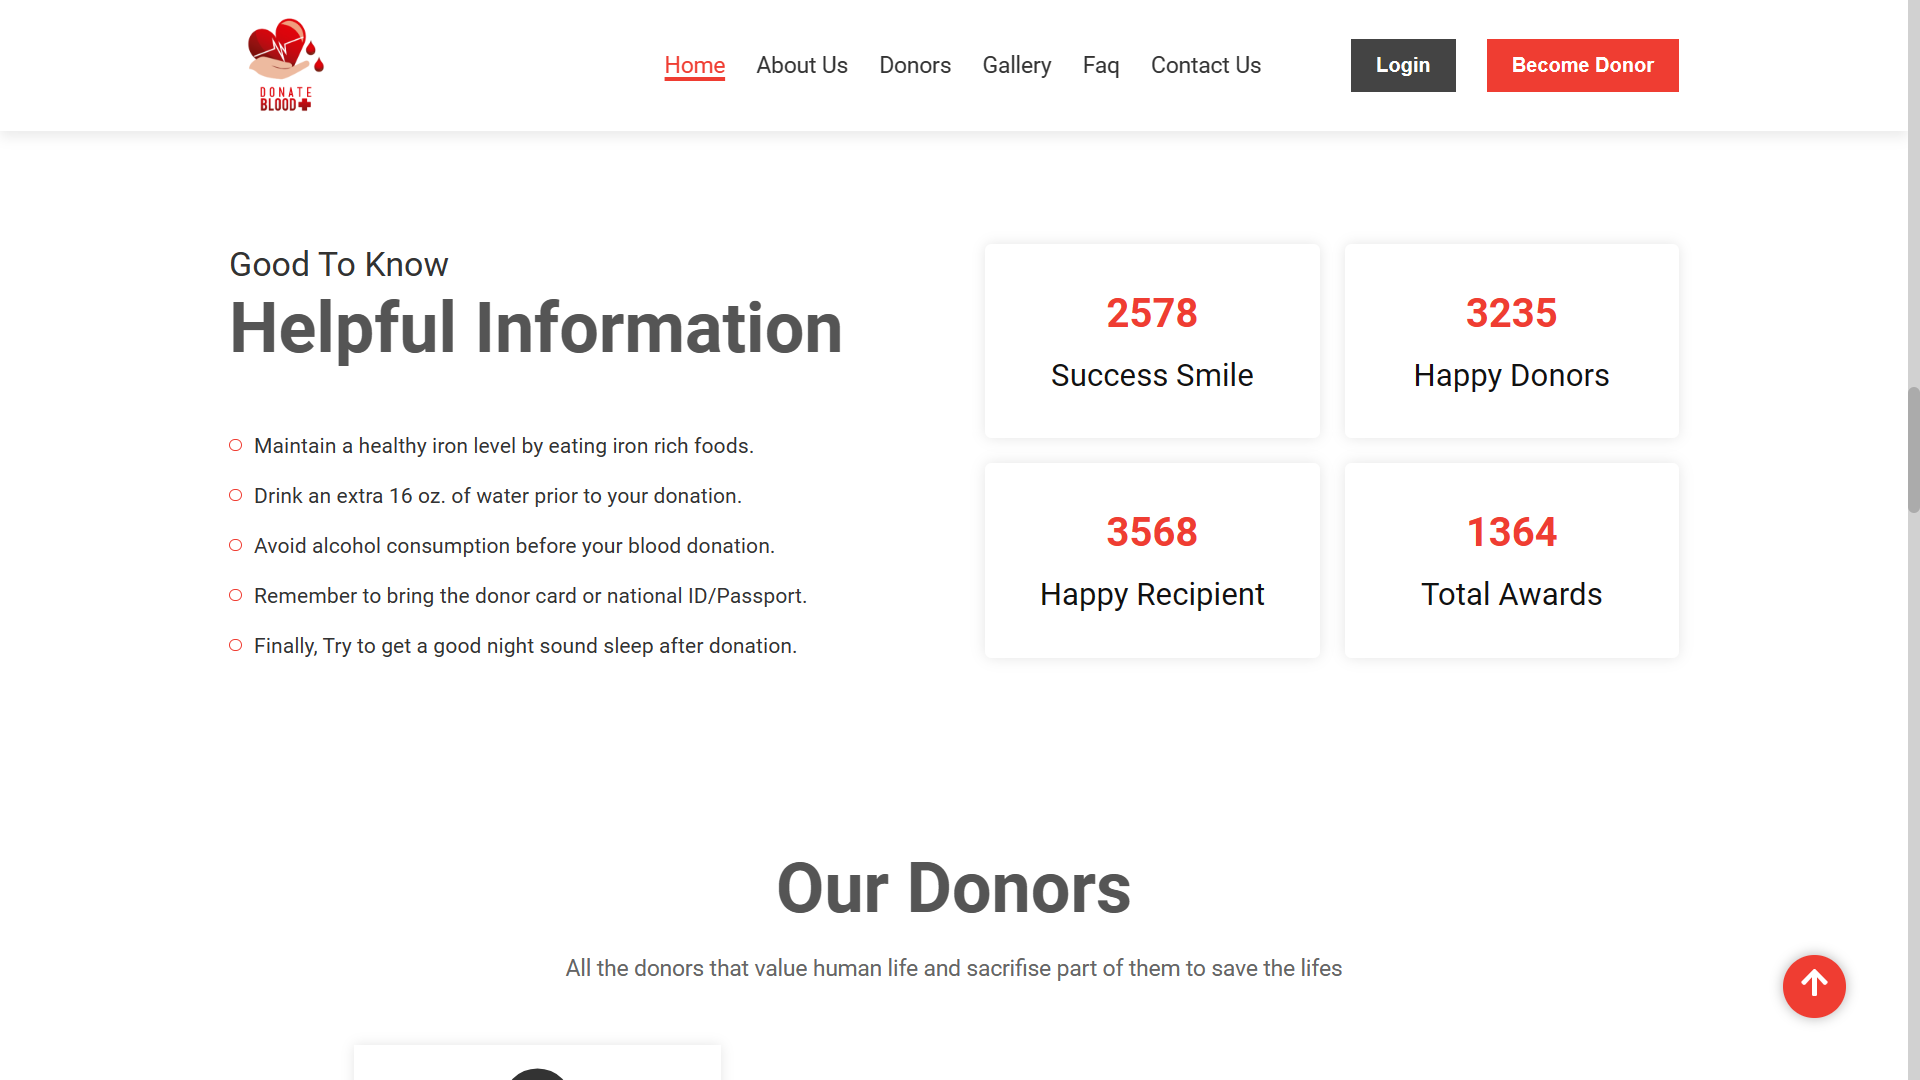 DONATE
BLOOD
Home
About Us
Donors
Gallery
Faq
Contact Us
Login
Become Donor
Good To Know
Helpful Information
Maintain a healthy iron level by eating iron rich foods.
Drink an extra 16 oz. of water prior to your donation.
Avoid alcohol consumption before your blood donation.
Remember to bring the donor card or national ID/Passport.
Finally, Try to get a good night sound sleep after donation.
2578
Success Smile
3235
Happy Donors
3568
Happy Recipient
1364
Total Awards
Our Donors
All the donors that value human life and sacrifise part of them to save the lifes